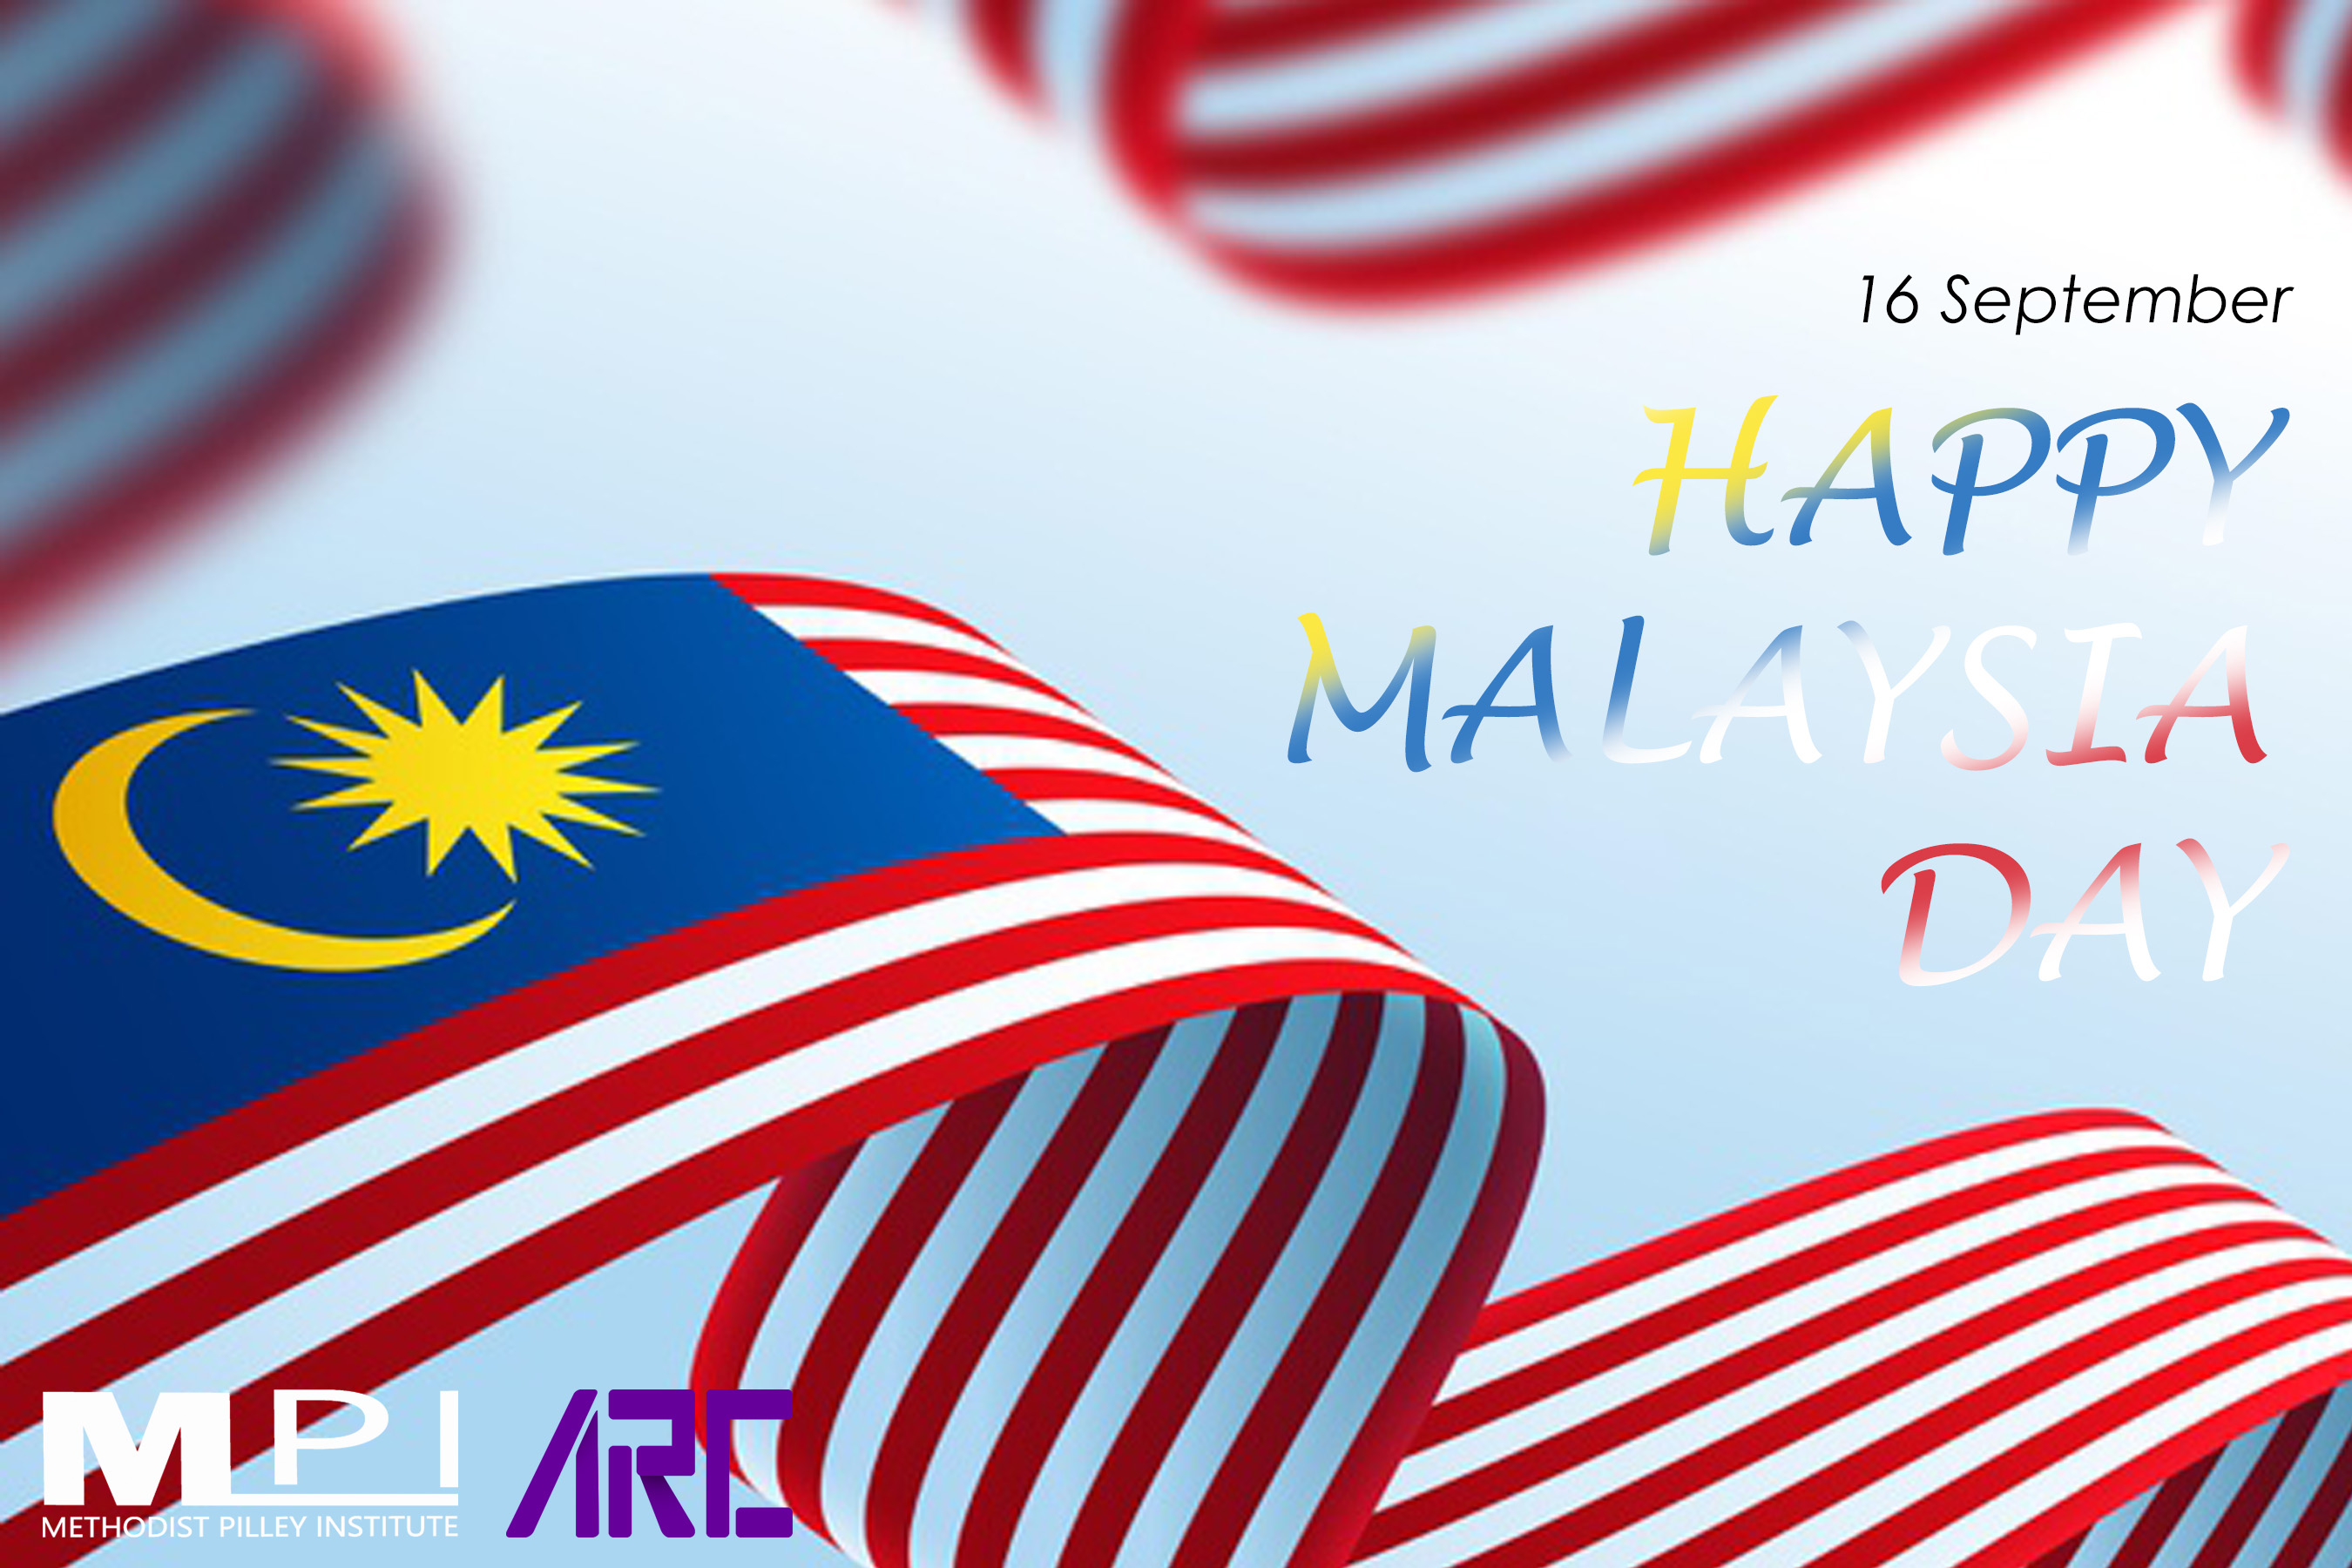 16 September
HAPPY
MALAYSIA
DAY
MPI
METHODIST PILLEY INSTITUTE
ARC